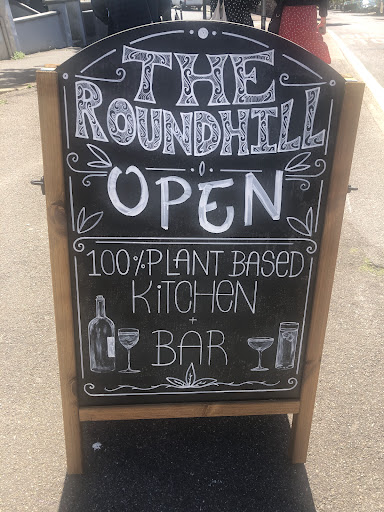 THE
ROUNDHILL
OPEN
100% PLANT BASED
KiTCHEN
+
BAR